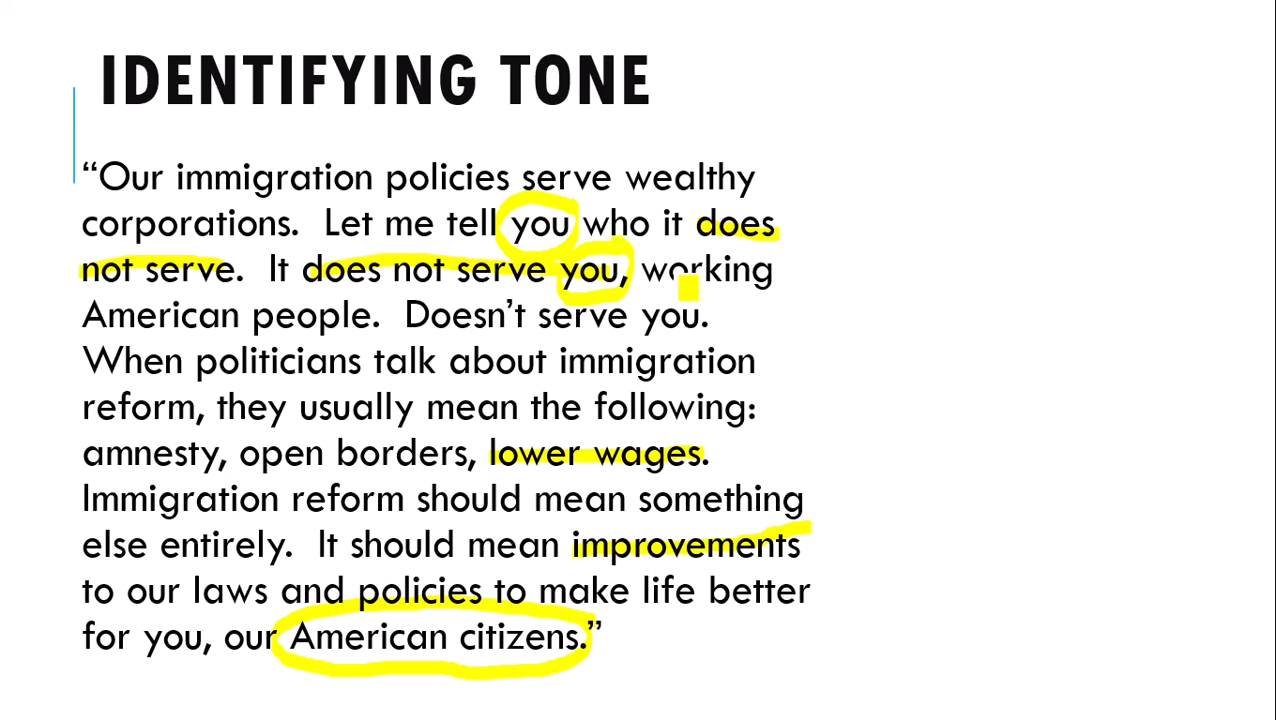 IDENTIFYING TONE
“Our immigration policies serve wealthy
corporations.  Let me tell you who it does
not serve.  It does not serve you, working
American people.  Doesn’t serve you.
When politicians talk about immigration
reform, they usually mean the following:
amnesty, open borders, lower wages.
Immigration reform should mean something
else entirely.  It should mean improvements
to our laws and policies to make life better
for you, our American citizens.”